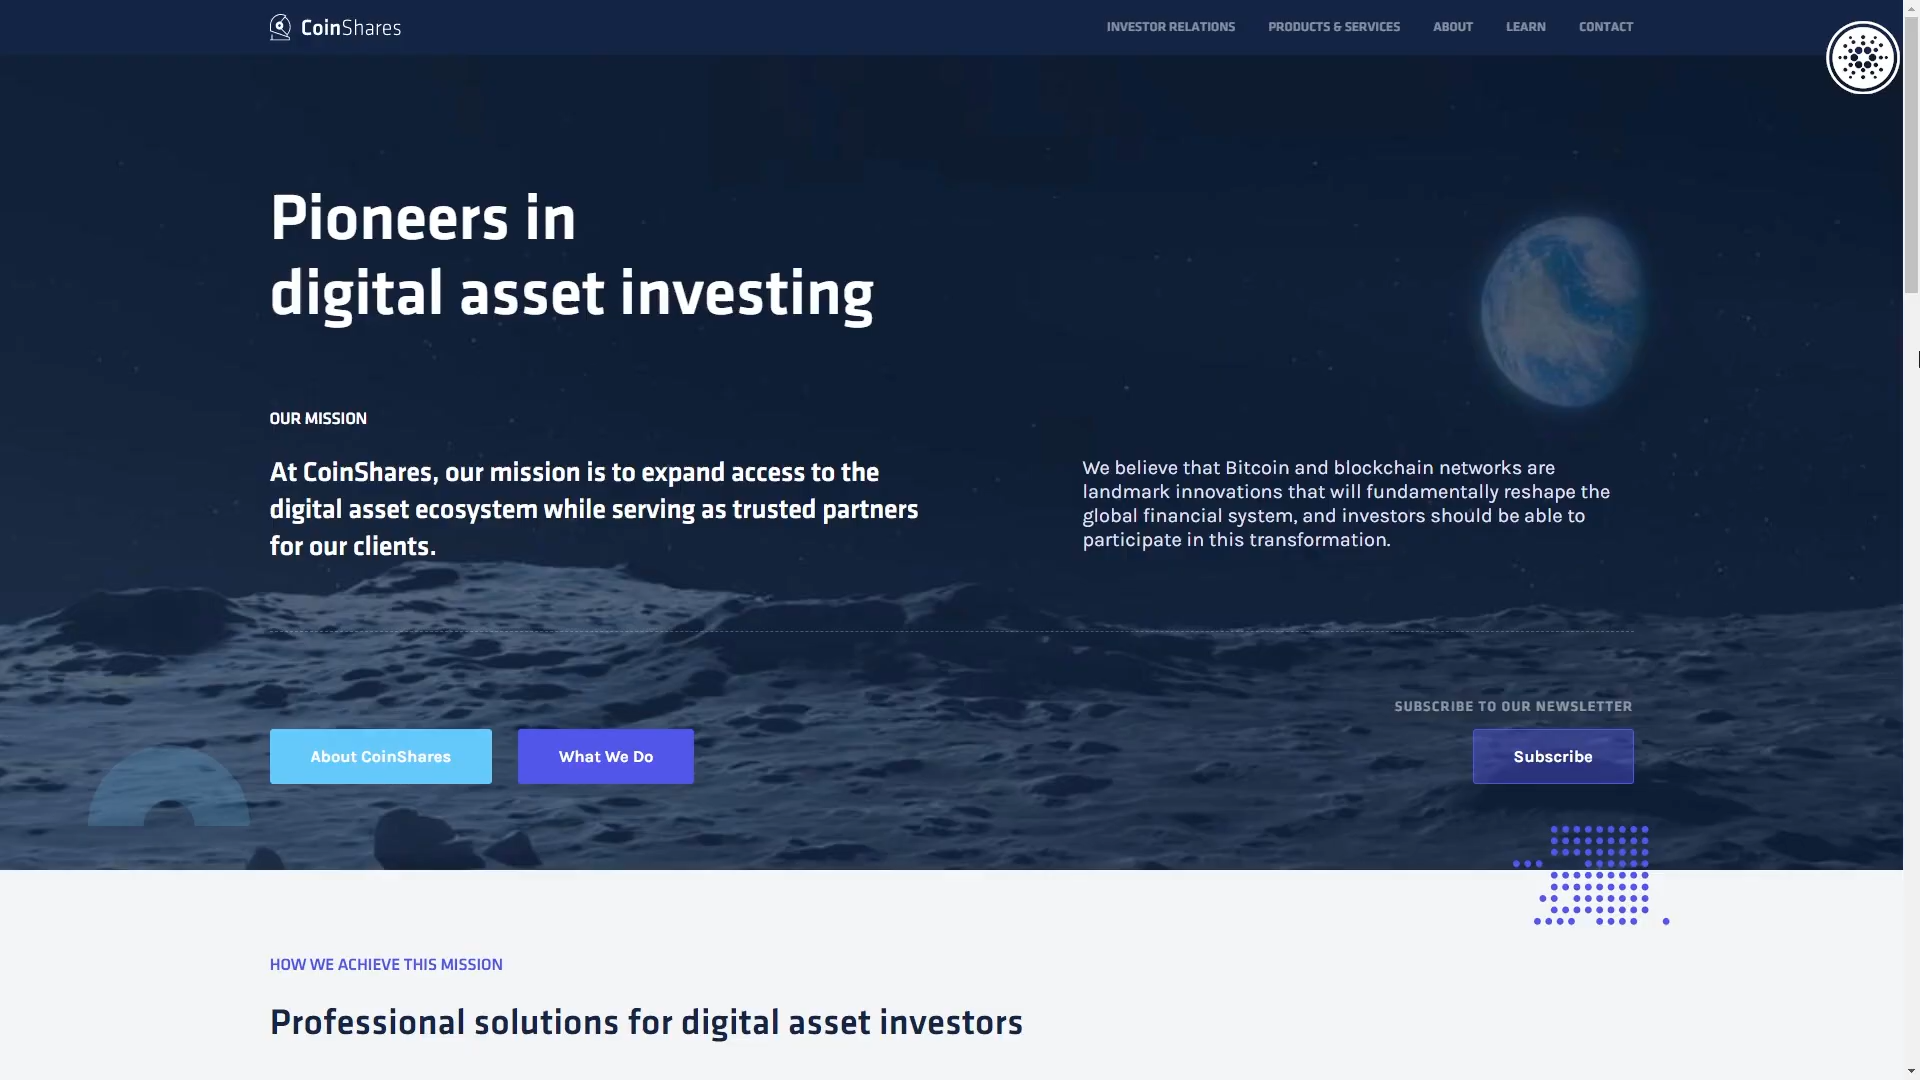 CoinShares
INVESTOR RELATIONS
PRODUCTS & SERVICES
ABOUT
LEARN
CONTACT
Pioneers in
digital asset investing
OUR MISSION
At CoinShares, our mission is to expand access to the
digital asset ecosystem while serving as trusted partners
for our clients.
We believe that Bitcoin and blockchain networks are
landmark innovations that will fundamentally reshape the
global financial system, and investors should be able to
participate in this transformation.
SUBSCRIBE TO OUR NEWSLETTER
About CoinShares
What We Do
Subscribe
HOW WE ACHIEVE THIS MISSION
Professional solutions for digital asset investors